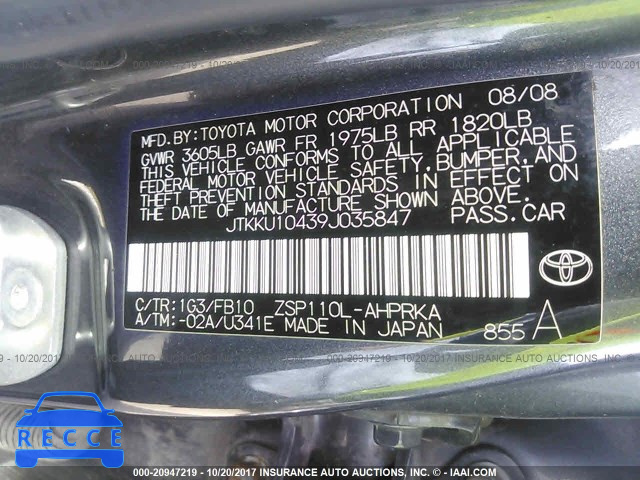 MFD. BY: TOYOTA MOTOR CORPORATION 08/08
GVWR 3605LB GAWR FR 1975LB RR 1820LB
THIS VEHICLE CONFORMS TO ALL APPLICABLE
FEDERAL MOTOR VEHICLE SAFETY, BUMPER, AND
THEFT PREVENTION STANDARDS IN EFFECT ON
THE DATE OF MANUFACTURE SHOWN ABOVE.
JTKKU10439J035847 PASS. CAR
C/TR: 1G3/FB10 ZSP110L-AHPRKA
A/TM: -02A/U341E MADE IN JAPAN 855 A
RECCE
000-20947219 - 10/20/2017 INSURANCE AUTO AUCTIONS, INC. - IAAI.COM